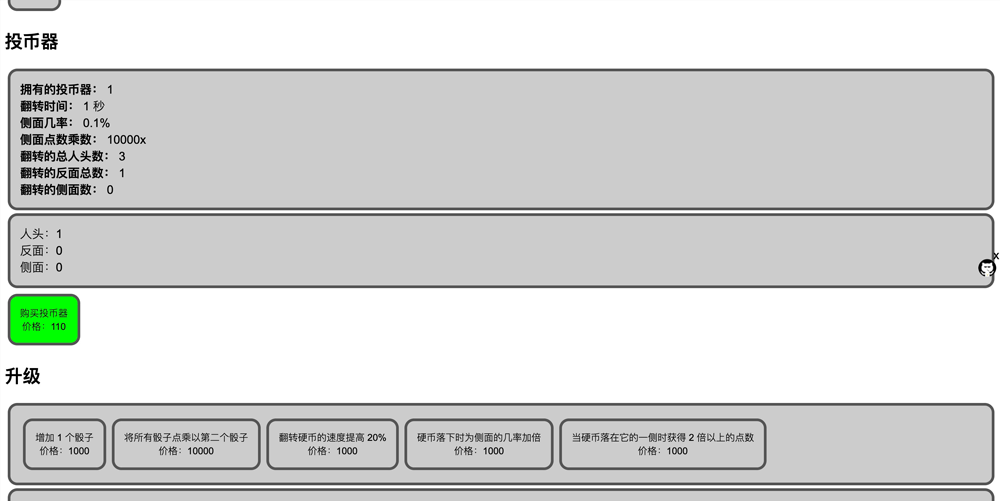 投币器
拥有的投币器： 1
翻转时间： 1 秒
侧面几率： 0.1%
侧面点数乘数： 10000x
翻转的总人头数： 3
翻转的反面总数： 1
翻转的侧面数： 0
人头：1
反面：0
侧面：0
x
购买投币器
价格：110
升级
增加 1 个骰子
价格：1000
将所有骰子点乘以第二个骰子
价格：10000
翻转硬币的速度提高 20%
价格：1000
硬币落下时为侧面的几率加倍
价格：1000
当硬币落在它的一侧时获得 2 倍以上的点数
价格：1000